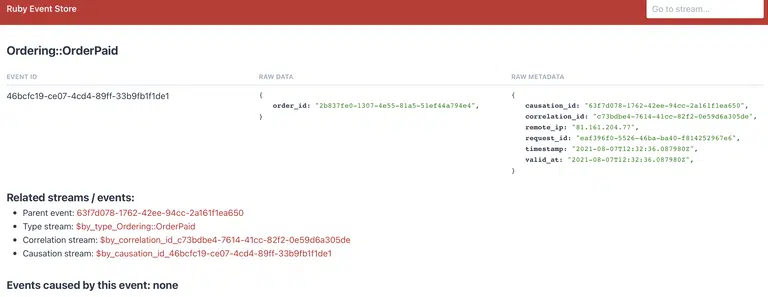 Ruby Event Store
Go to stream...
Ordering::OrderPaid
EVENT ID
RAW DATA
RAW METADATA
46bcfc19-ce07-4cd4-89ff-33b9fb1f1de1
{
order_id: "2b837fe0-1307-4e55-81a5-51ef44a794e4",
}
{
causation_id: "63f7d078-1762-42ee-94cc-2a161f1ea650",
correlation_id: "c73bdbe4-7614-41cc-82f2-0e59d6a305de",
remote_ip: "81.161.204.77",
request_id: "eaf396f0-5526-46ba-ba40-f814252967e6",
timestamp: "2021-08-07T12:32:36.087980Z",
valid_at: "2021-08-07T12:32:36.087980Z",
}
Related streams / events:
• Parent event: 63f7d078-1762-42ee-94cc-2a161f1ea650
• Type stream: $by_type_Ordering::OrderPaid
• Correlation stream: $by_correlation_id_c73bdbe4-7614-41cc-82f2-0e59d6a305de
• Causation stream: $by_causation_id_46bcfc19-ce07-4cd4-89ff-33b9fb1f1de1
Events caused by this event: none